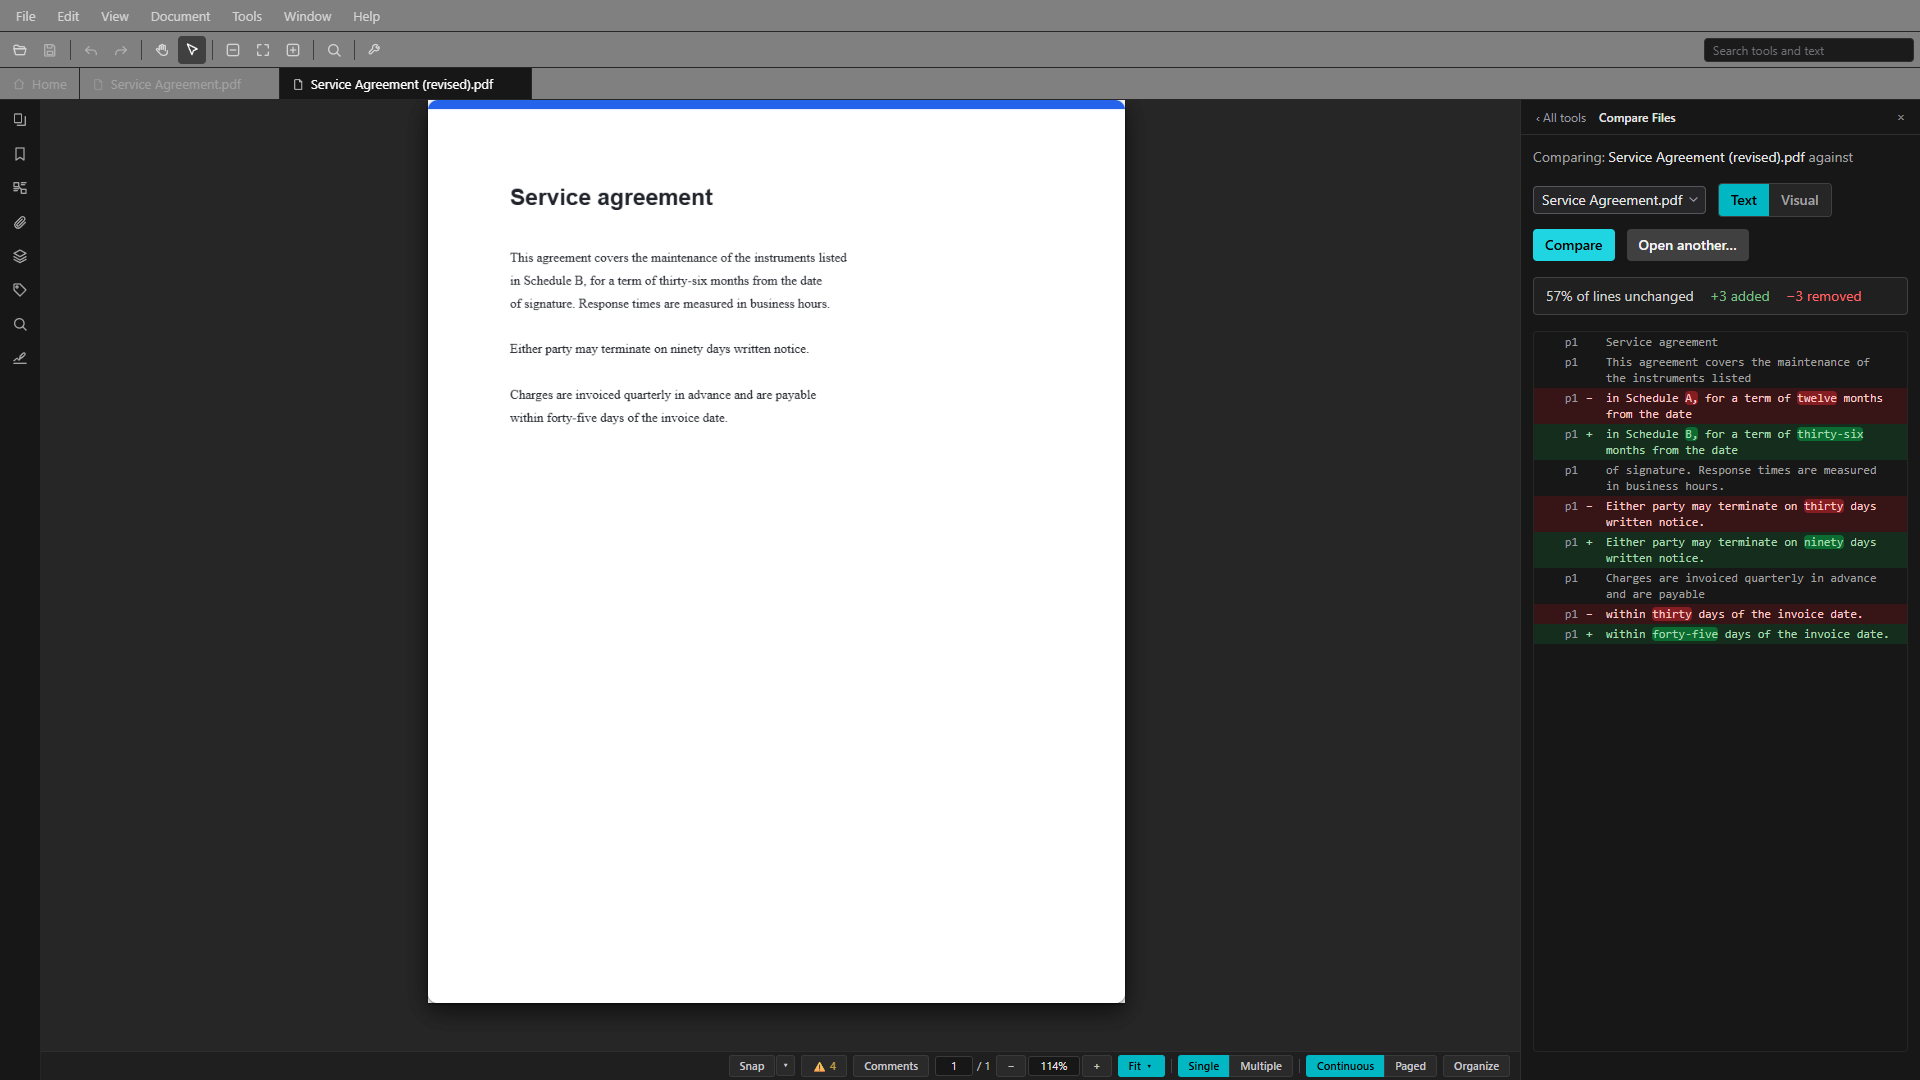 File Edit View Document Tools Window Help
Search tools and text
Home Service Agreement.pdf Service Agreement (revised).pdf
Service agreement
This agreement covers the maintenance of the instruments listed
in Schedule B, for a term of thirty-six months from the date
of signature. Response times are measured in business hours.
Either party may terminate on ninety days written notice.
Charges are invoiced quarterly in advance and are payable
within forty-five days of the invoice date.
‹ All tools Compare Files ×
Comparing: Service Agreement (revised).pdf against
Service Agreement.pdf Text Visual
Compare Open another...
57% of lines unchanged +3 added −3 removed
p1 Service agreement
p1 This agreement covers the maintenance of
the instruments listed
p1 − in Schedule A, for a term of twelve months
from the date
p1 + in Schedule B, for a term of thirty-six
months from the date
p1 of signature. Response times are measured
in business hours.
p1 − Either party may terminate on thirty days
written notice.
p1 + Either party may terminate on ninety days
written notice.
p1 Charges are invoiced quarterly in advance
and are payable
p1 − within thirty days of the invoice date.
p1 + within forty-five days of the invoice date.
Snap 4 Comments 1 / 1 − 114% + Fit Single Multiple Continuous Paged Organize